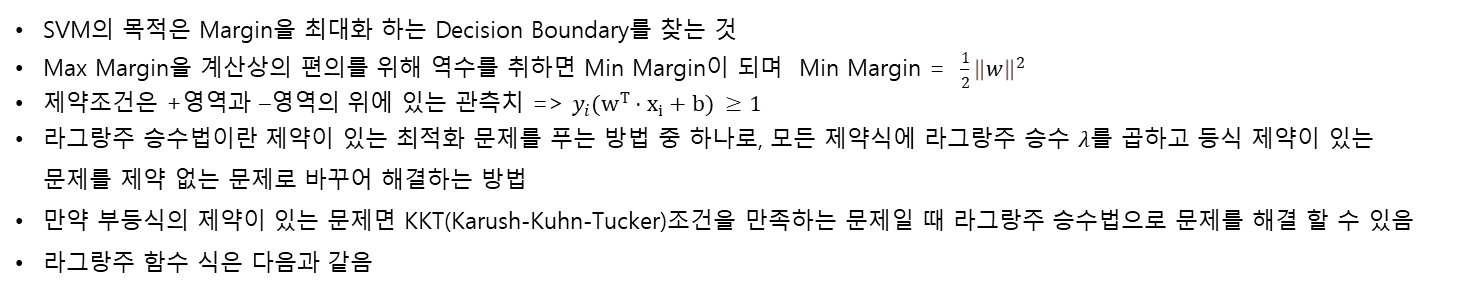 • SVM의 목적은 Margin을 최대화 하는 Decision Boundary를 찾는 것
• Max Margin을 계산상의 편의를 위해 역수를 취하면 Min Margin이 되며 Min Margin = ½‖w‖²
• 제약조건은 +영역과 –영역의 위에 있는 관측치 => yᵢ(wᵀ · xᵢ + b) ≥ 1
• 라그랑주 승수법이란 제약이 있는 최적화 문제를 푸는 방법 중 하나로, 모든 제약식에 라그랑주 승수 λ를 곱하고 등식 제약이 있는
문제를 제약 없는 문제로 바꾸어 해결하는 방법
• 만약 부등식의 제약이 있는 문제면 KKT(Karush-Kuhn-Tucker)조건을 만족하는 문제일 때 라그랑주 승수법으로 문제를 해결 할 수 있음
• 라그랑주 함수 식은 다음과 같음